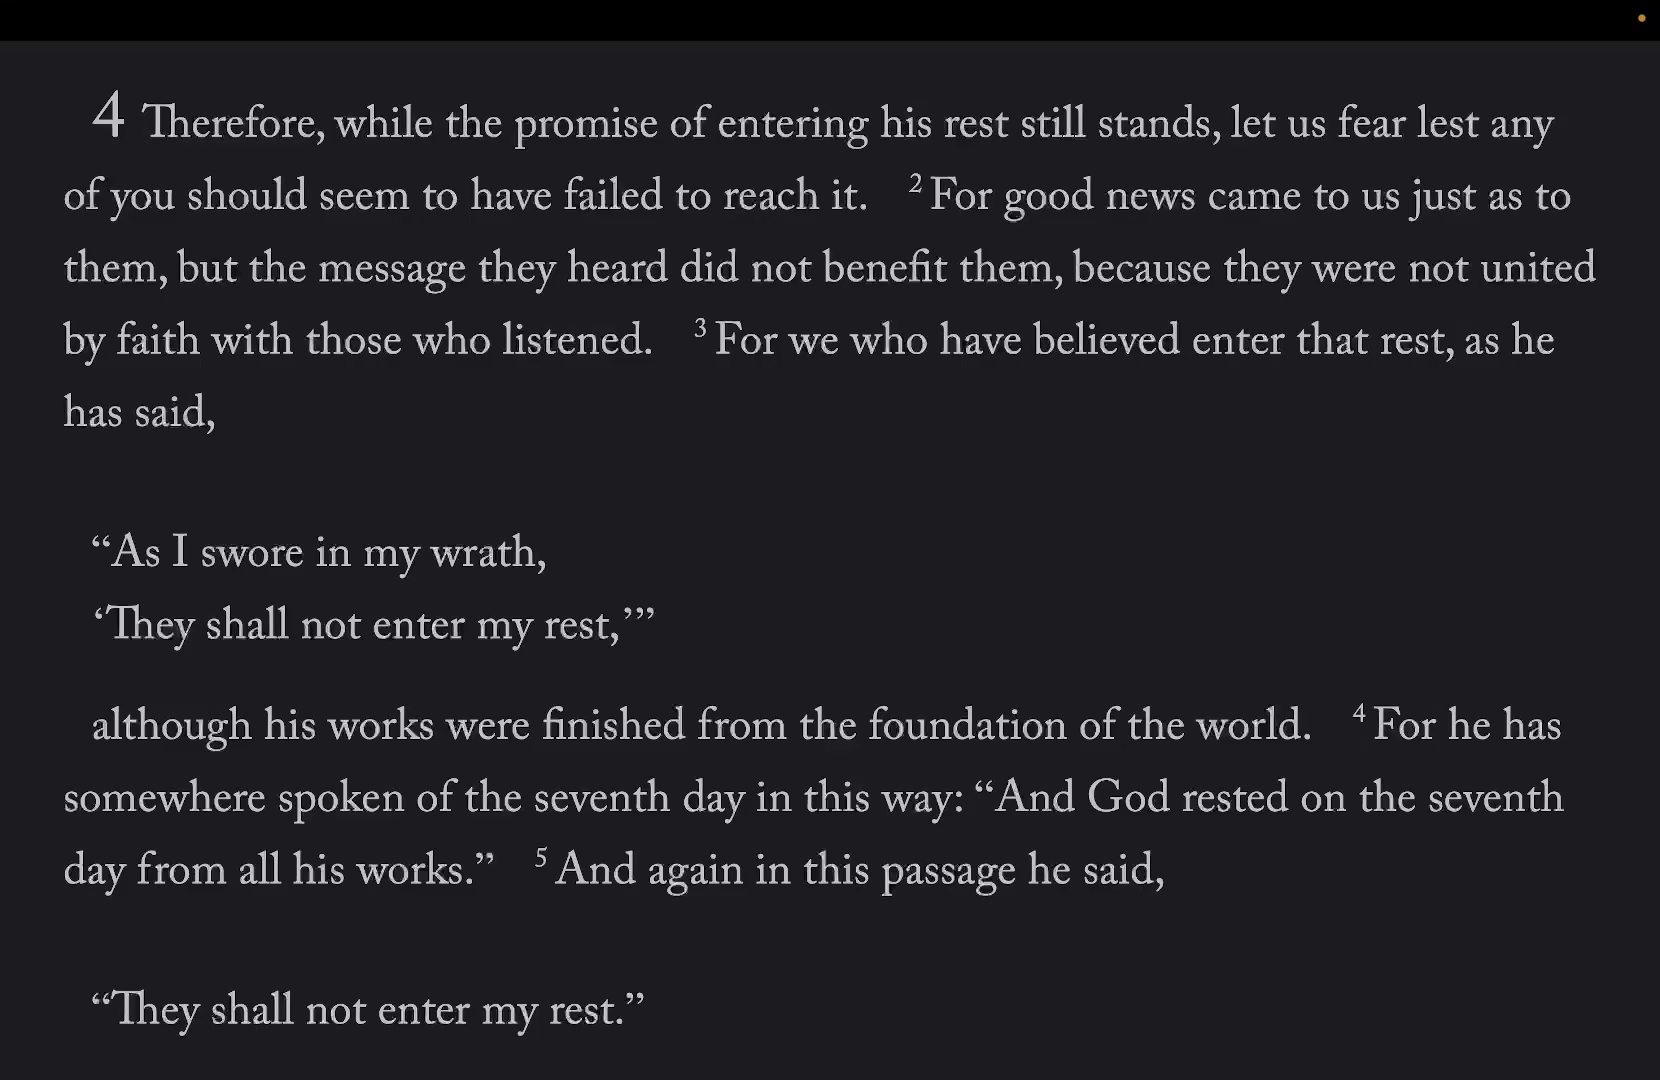 4 Therefore, while the promise of entering his rest still stands, let us fear lest any
of you should seem to have failed to reach it. 2 For good news came to us just as to
them, but the message they heard did not benefit them, because they were not united
by faith with those who listened. 3 For we who have believed enter that rest, as he
has said,
“As I swore in my wrath,
‘They shall not enter my rest,’”
although his works were finished from the foundation of the world. 4 For he has
somewhere spoken of the seventh day in this way: “And God rested on the seventh
day from all his works.” 5 And again in this passage he said,
“They shall not enter my rest.”